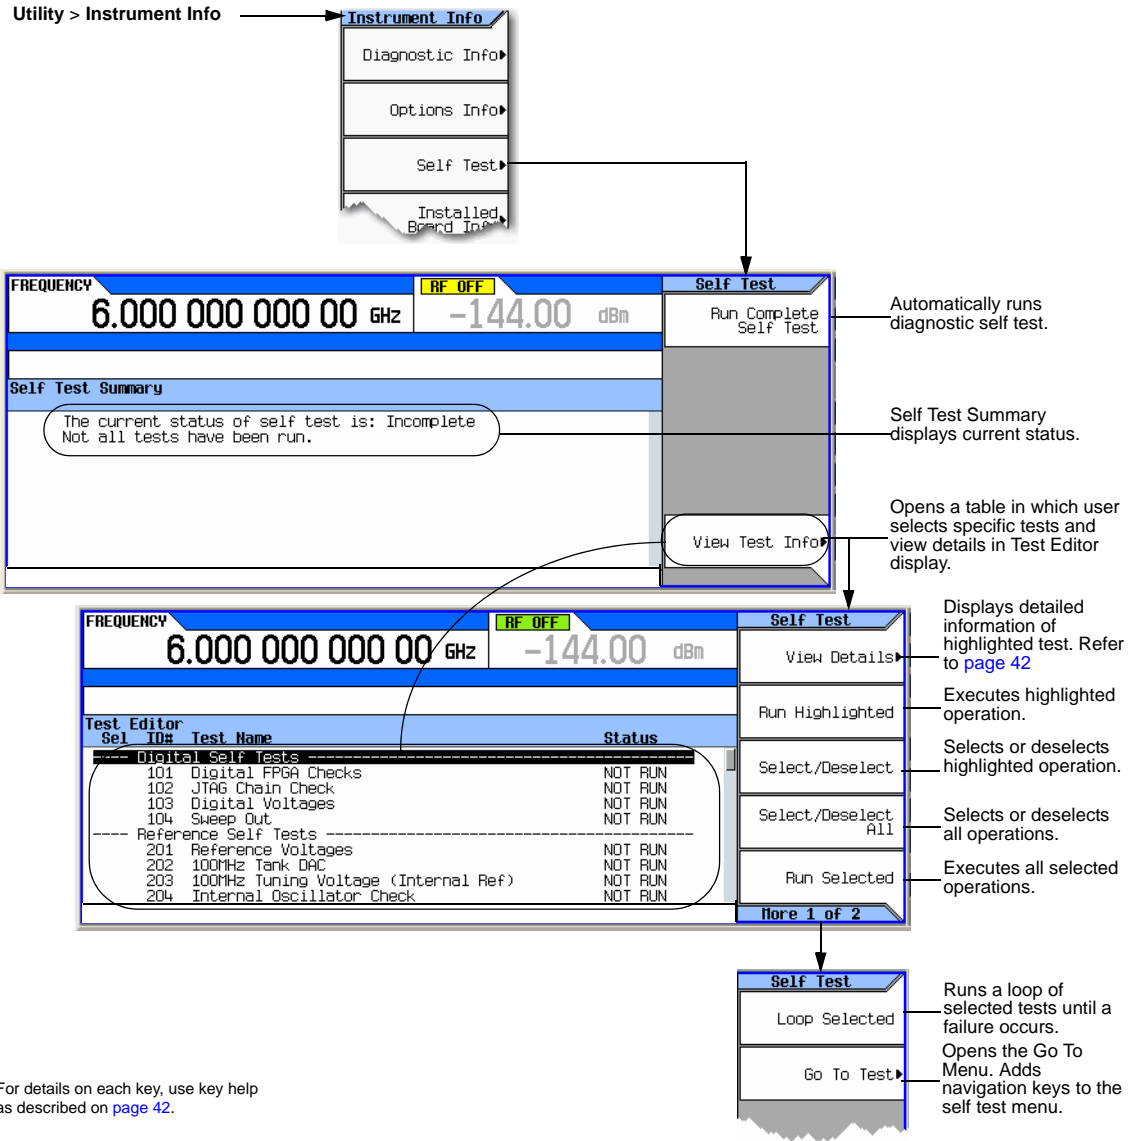 Utility > Instrument Info
Instrument Info
Diagnostic Info
Options Info
Self Test
Installed
Board Info
FREQUENCY
6.000 000 000 00 GHz
RF OFF
-144.00 dBm
Self Test
Run Complete
Self Test
Automatically runs
diagnostic self test.
Self Test Summary
The current status of self test is: Incomplete
Not all tests have been run.
Self Test Summary
displays current status.
View Test Info
Opens a table in which user
selects specific tests and
view details in Test Editor
display.
FREQUENCY
6.000 000 000 00 GHz
RF OFF
-144.00 dBm
Self Test
View Details
Displays detailed
information of
highlighted test. Refer
to page 42
Run Highlighted
Executes highlighted
operation.
Select/Deselect
Selects or deselects
highlighted operation.
Select/Deselect
All
Selects or deselects
all operations.
Run Selected
Executes all selected
operations.
More 1 of 2
Test Editor
Sel ID# Test Name Status
---- Digital Self Tests ----
101 Digital FPGA Checks NOT RUN
102 JTAG Chain Check NOT RUN
103 Digital Voltages NOT RUN
104 Sweep Out NOT RUN
---- Reference Self Tests ----
201 Reference Voltages NOT RUN
202 100MHz Tank DAC NOT RUN
203 100MHz Tuning Voltage (Internal Ref) NOT RUN
204 Internal Oscillator Check NOT RUN
Self Test
Loop Selected
Runs a loop of
selected tests until a
failure occurs.
Go To Test
Opens the Go To
Menu. Adds
navigation keys to the
self test menu.
For details on each key, use key help
as described on page 42.